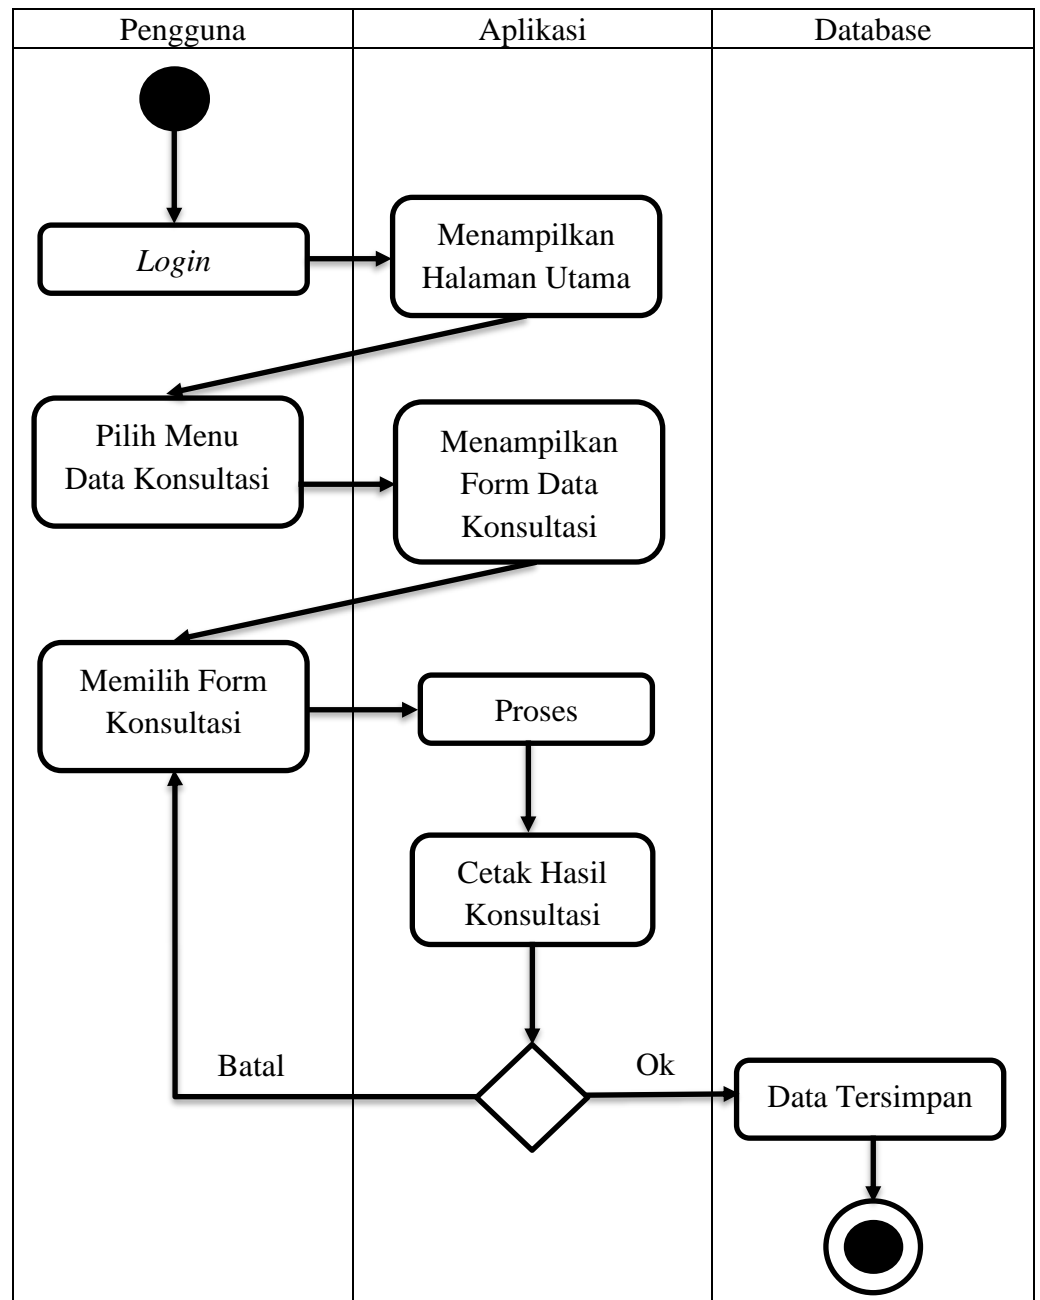 Pengguna
Aplikasi
Database
Login
Menampilkan
Halaman Utama
Pilih Menu
Data Konsultasi
Menampilkan
Form Data
Konsultasi
Memilih Form
Konsultasi
Proses
Cetak Hasil
Konsultasi
Batal
Ok
Data Tersimpan